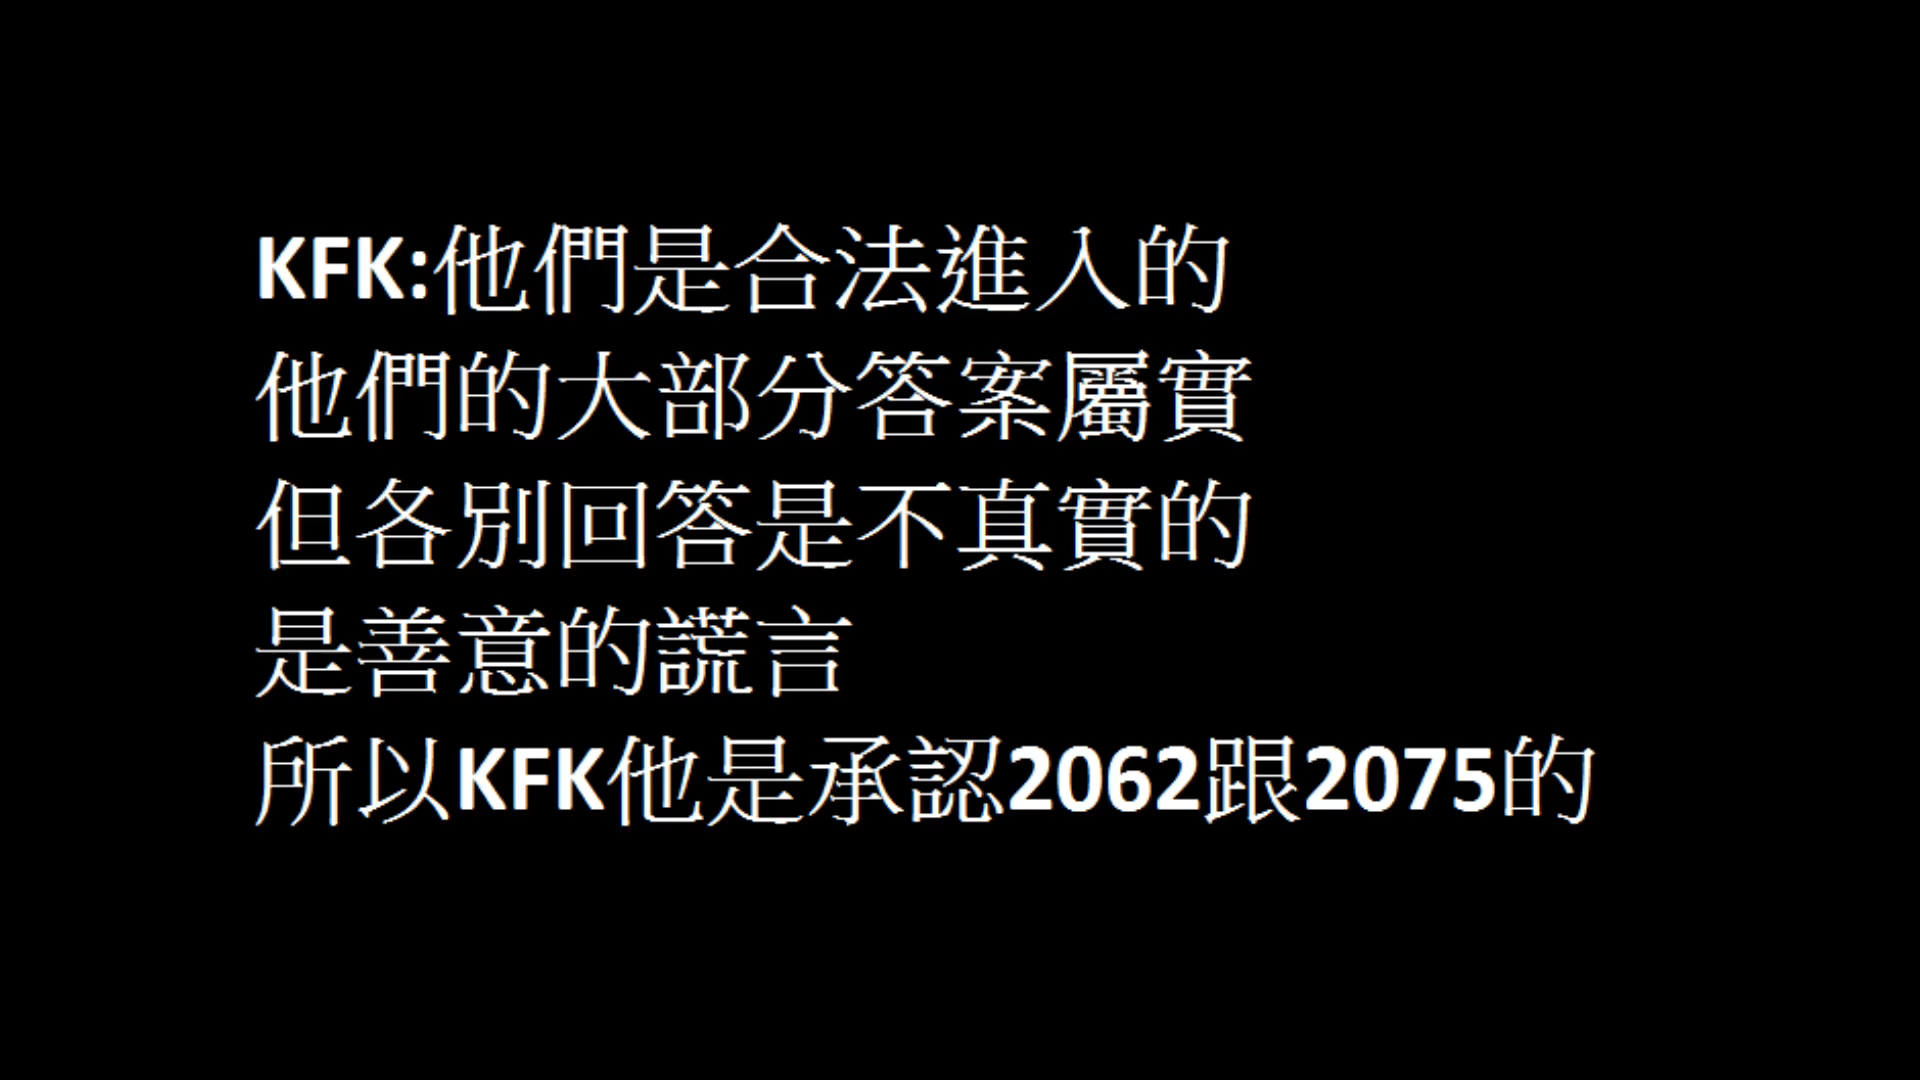 KFK:他們是合法進入的
他們的大部分答案屬實
但各別回答是不真實的
是善意的謊言
所以KFK他是承認2062跟2075的